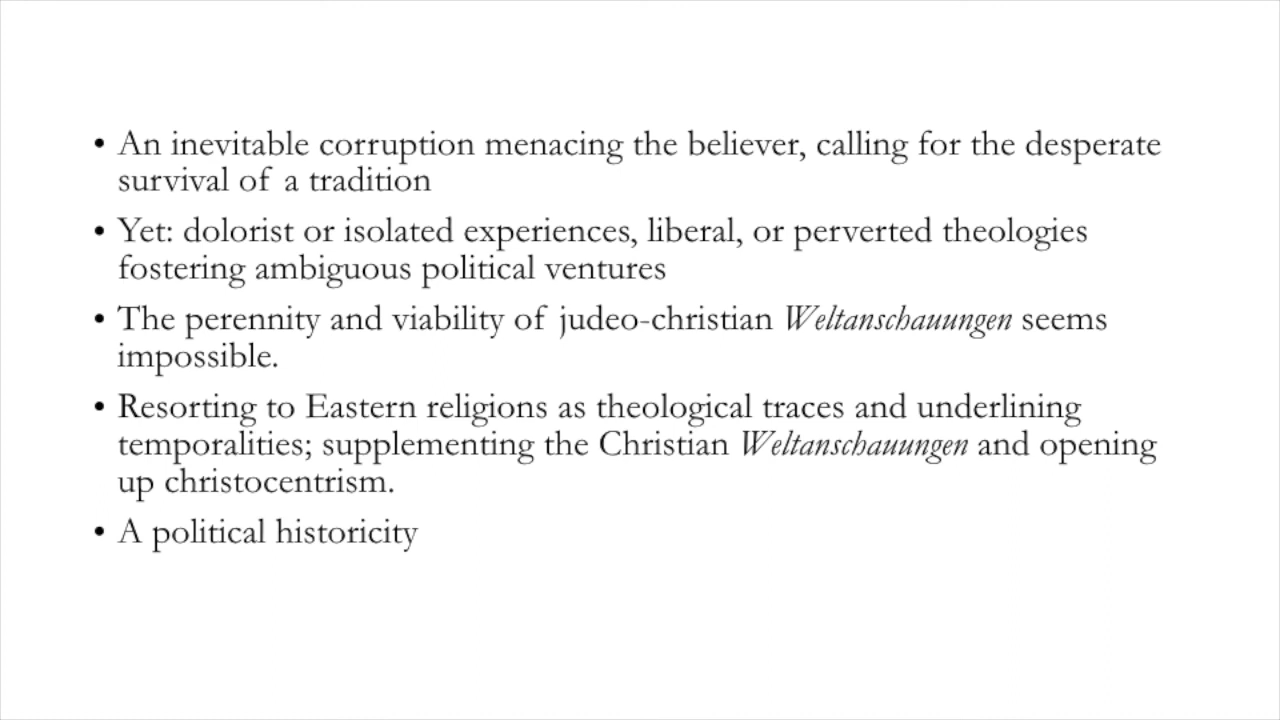 • An inevitable corruption menacing the believer, calling for the desperate
survival of a tradition
• Yet: dolorist or isolated experiences, liberal, or perverted theologies
fostering ambiguous political ventures
• The perennity and viability of judeo-christian Weltanschauungen seems
impossible.
• Resorting to Eastern religions as theological traces and underlining
temporalities; supplementing the Christian Weltanschauungen and opening
up christocentrism.
• A political historicity